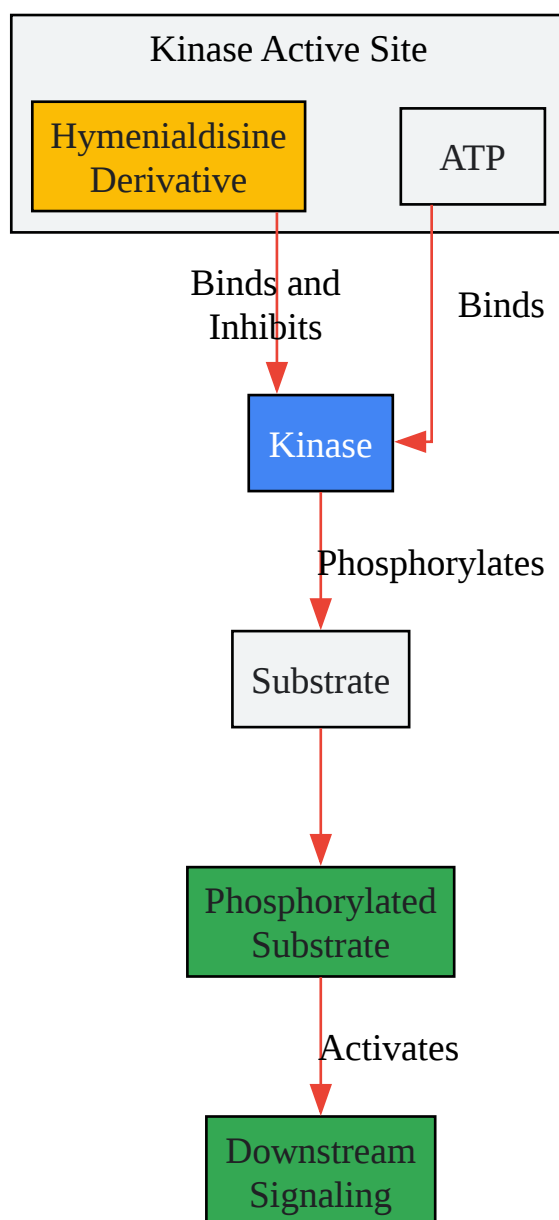 Kinase Active Site
Hymenialdisine
Derivative
ATP
Binds and
Inhibits
Binds
Kinase
Phosphorylates
Substrate
Phosphorylated
Substrate
Activates
Downstream
Signaling